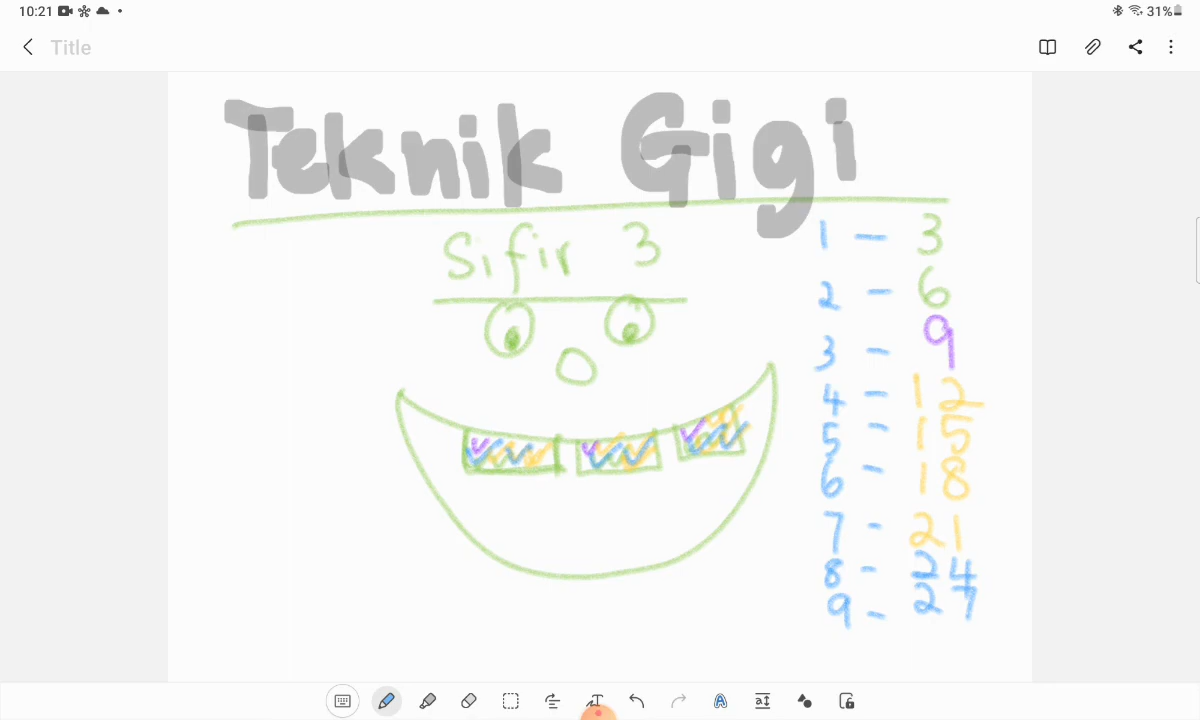 10:21
31%
Title
Teknik Gigi
Sifir 3
1 - 3
2 - 6
3 - 9
4 - 12
5 - 15
6 - 18
7 - 21
8 - 24
9 - 27